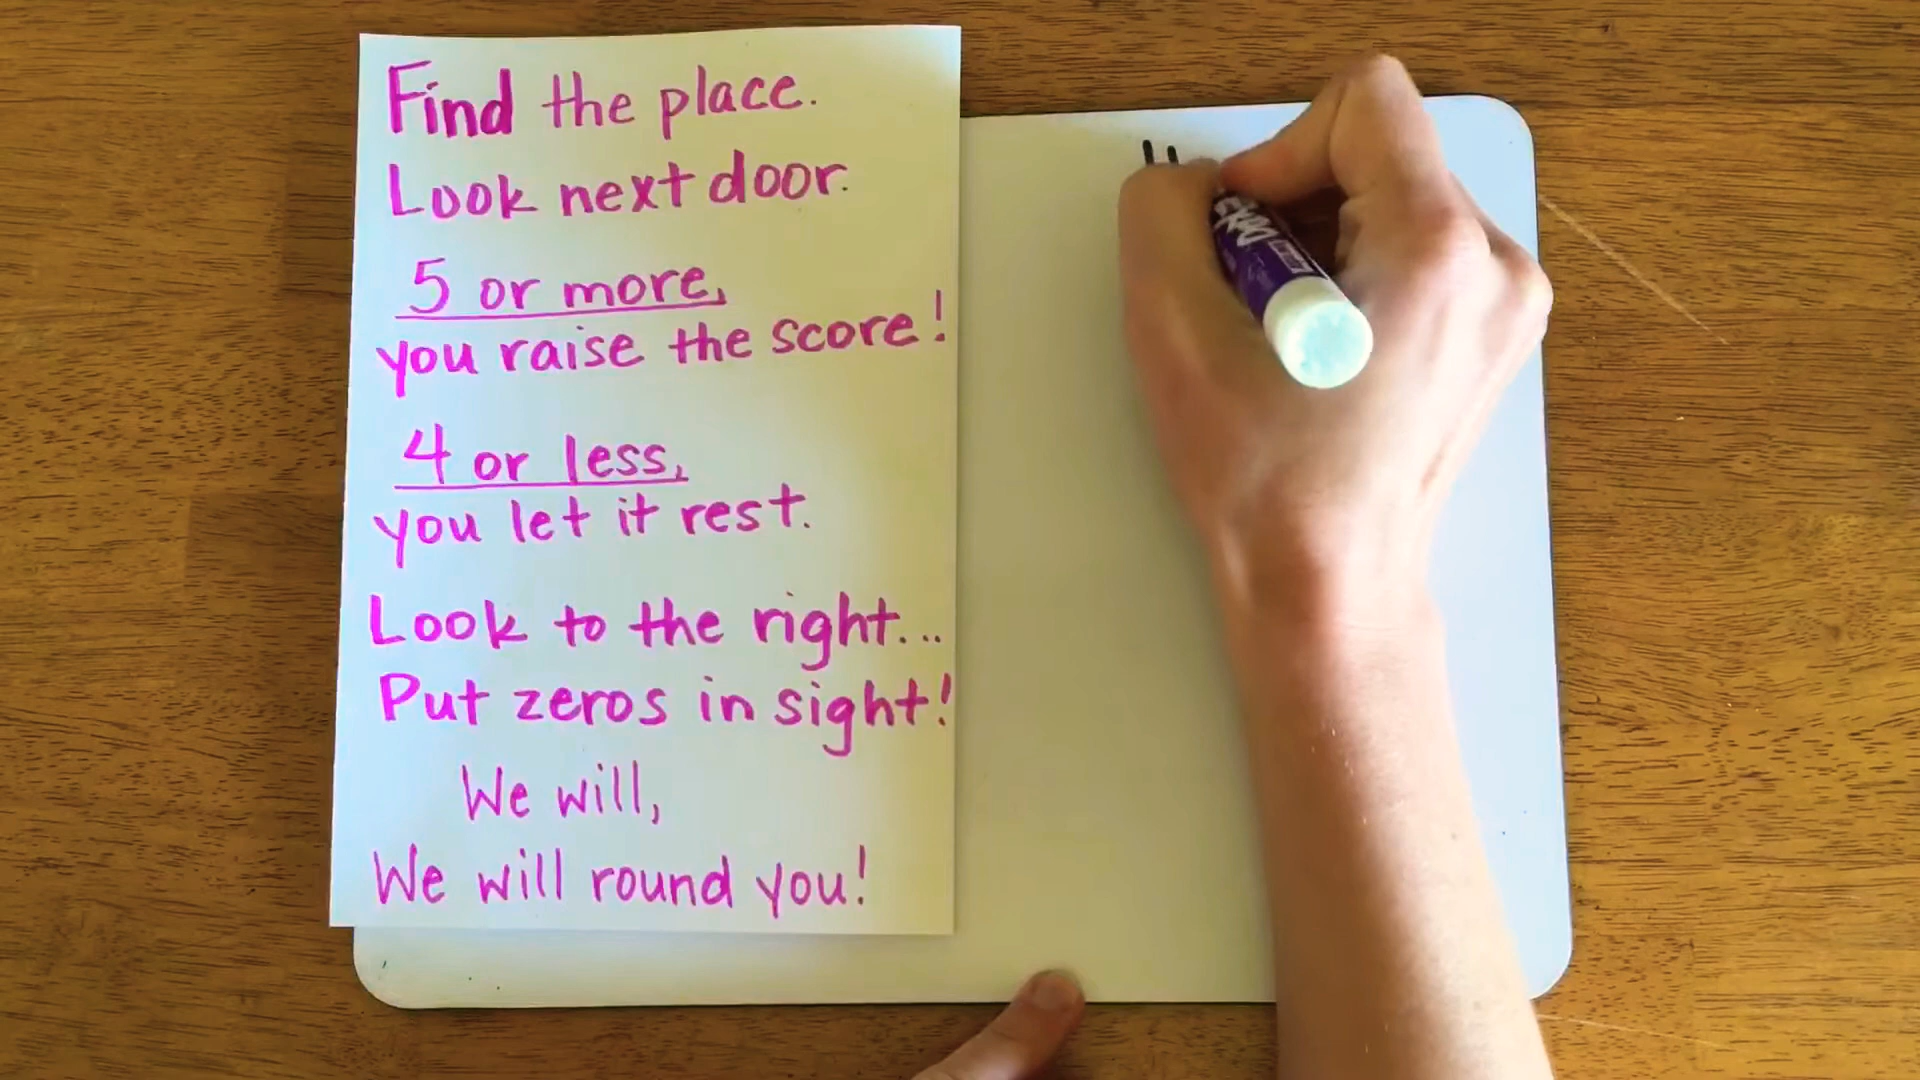 Find the place.
Look next door.
5 or more,
you raise the score!
4 or less,
you let it rest.
Look to the right...
Put zeros in sight!
We will,
We will round you!